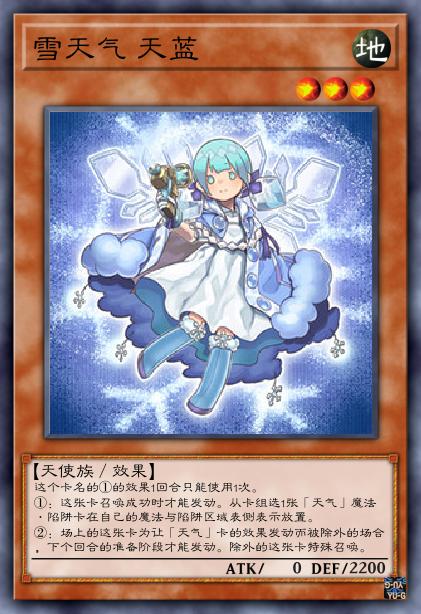 雪天气 天蓝
地
【天使族 / 效果】
这个卡名的①的效果1回合只能使用1次。
①：这张卡召唤成功时才能发动。从卡组选1张「天气」魔法
·陷阱卡在自己的魔法与陷阱区域表侧表示放置。
②：场上的这张卡为让「天气」卡的效果发动而被除外的场合
，下个回合的准备阶段才能发动。除外的这张卡特殊召唤。
ATK/ 0 DEF/2200